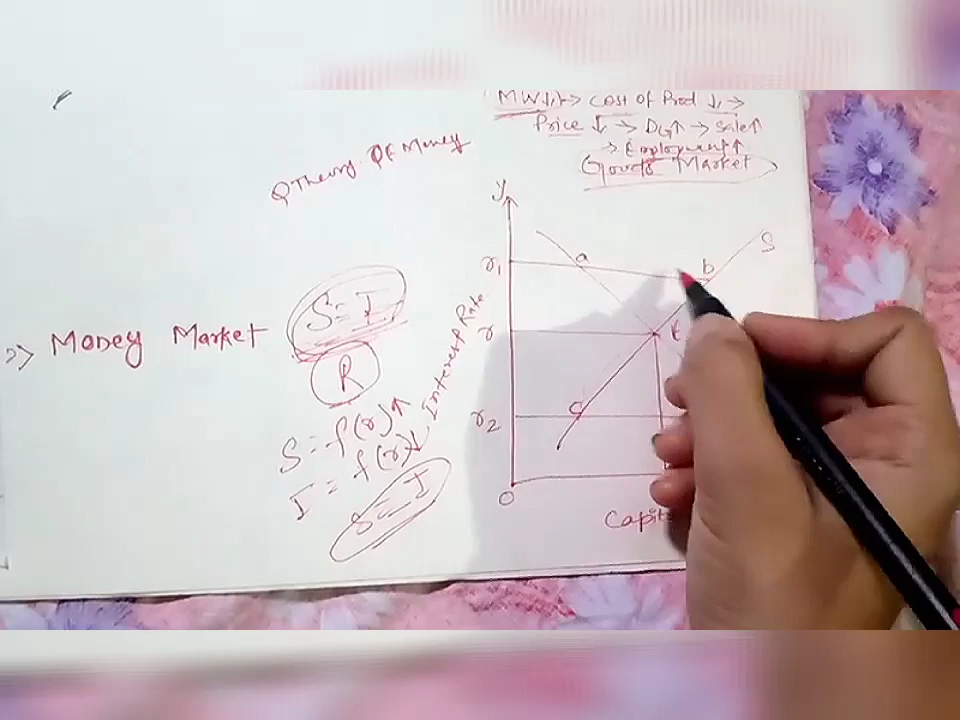 MW↓, → Cost of Prod ↓, →
Price ↓ → DG↑ → Sale↑
→ Employment↑
Goods Market
Q Theory Of Money
⇒ Money Market
S = I
R
S = f(r)↑
I = f(r)↓
S = I
Interest Rate
y
r₁
a
b
S
r
E
r₂
C
O
Capit